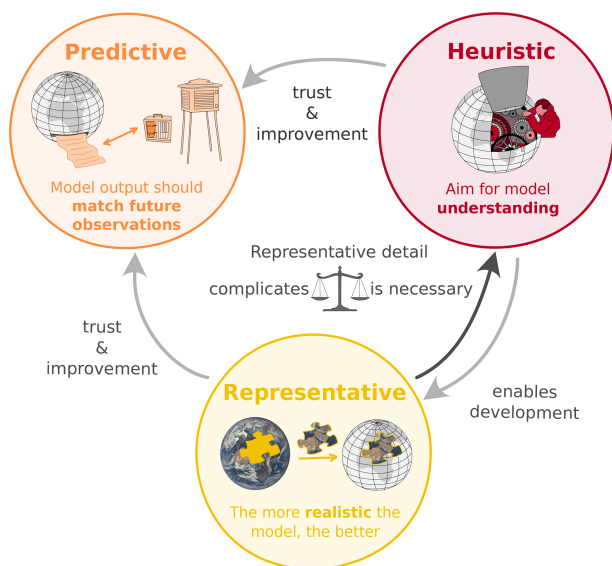 Predictive
Model output should
match future
observations
trust
&
improvement
Heuristic
Aim for model
understanding
Representative detail
complicates is necessary
trust
&
improvement
enables
development
Representative
The more realistic the
model, the better